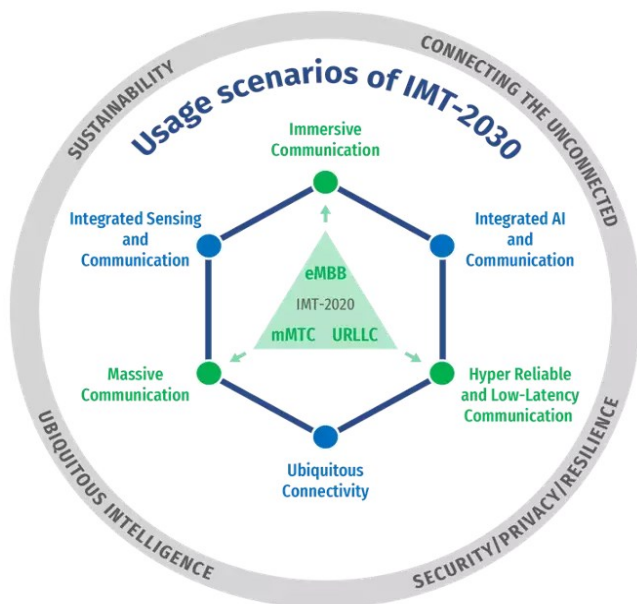 SUSTAINABILITY
CONNECTING THE UNCONNECTED
Usage scenarios of IMT-2030
Immersive
Communication
Integrated Sensing
and
Communication
Integrated AI
and
Communication
eMBB
IMT-2020
mMTC URLLC
Massive
Communication
Hyper Reliable
and Low-Latency
Communication
Ubiquitous
Connectivity
UBIQUITOUS INTELLIGENCE
SECURITY/PRIVACY/RESILIENCE